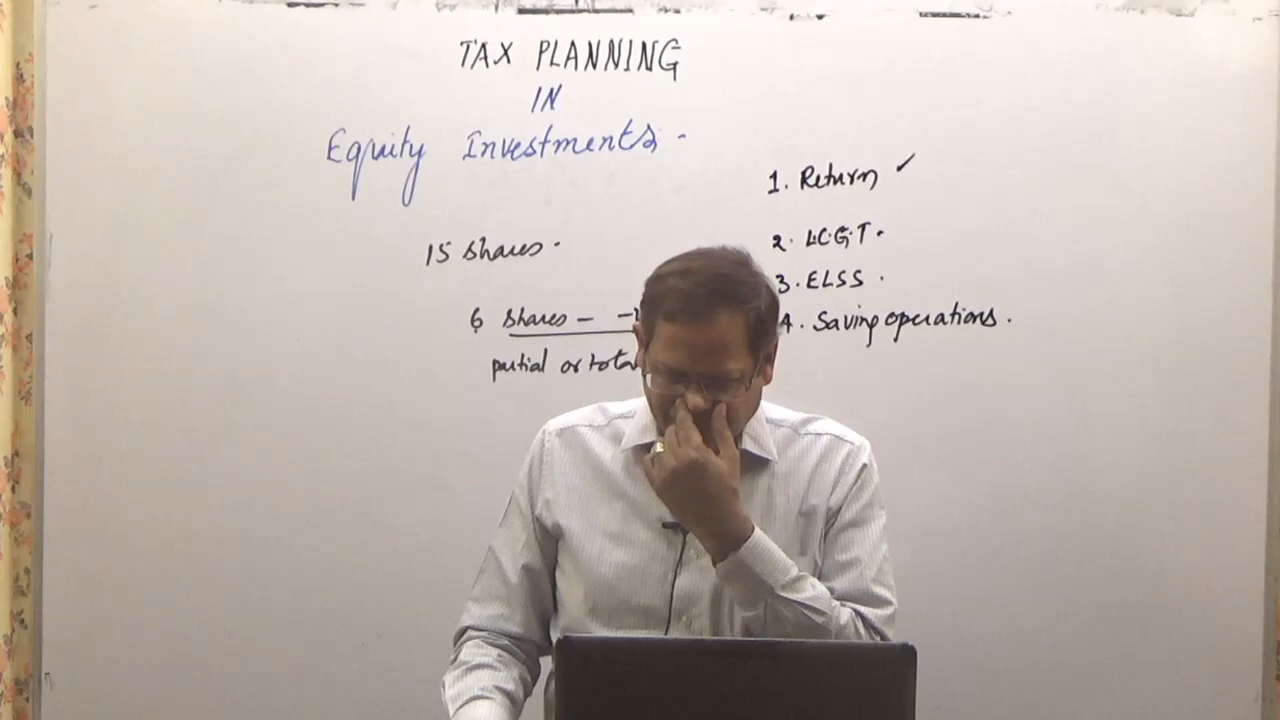 TAX PLANNING
IN
Equity Investments.
1. Return ✓
15 shares.
2. LCGT.
3. ELSS.
6 shares -
4. Saving operations.
partial or